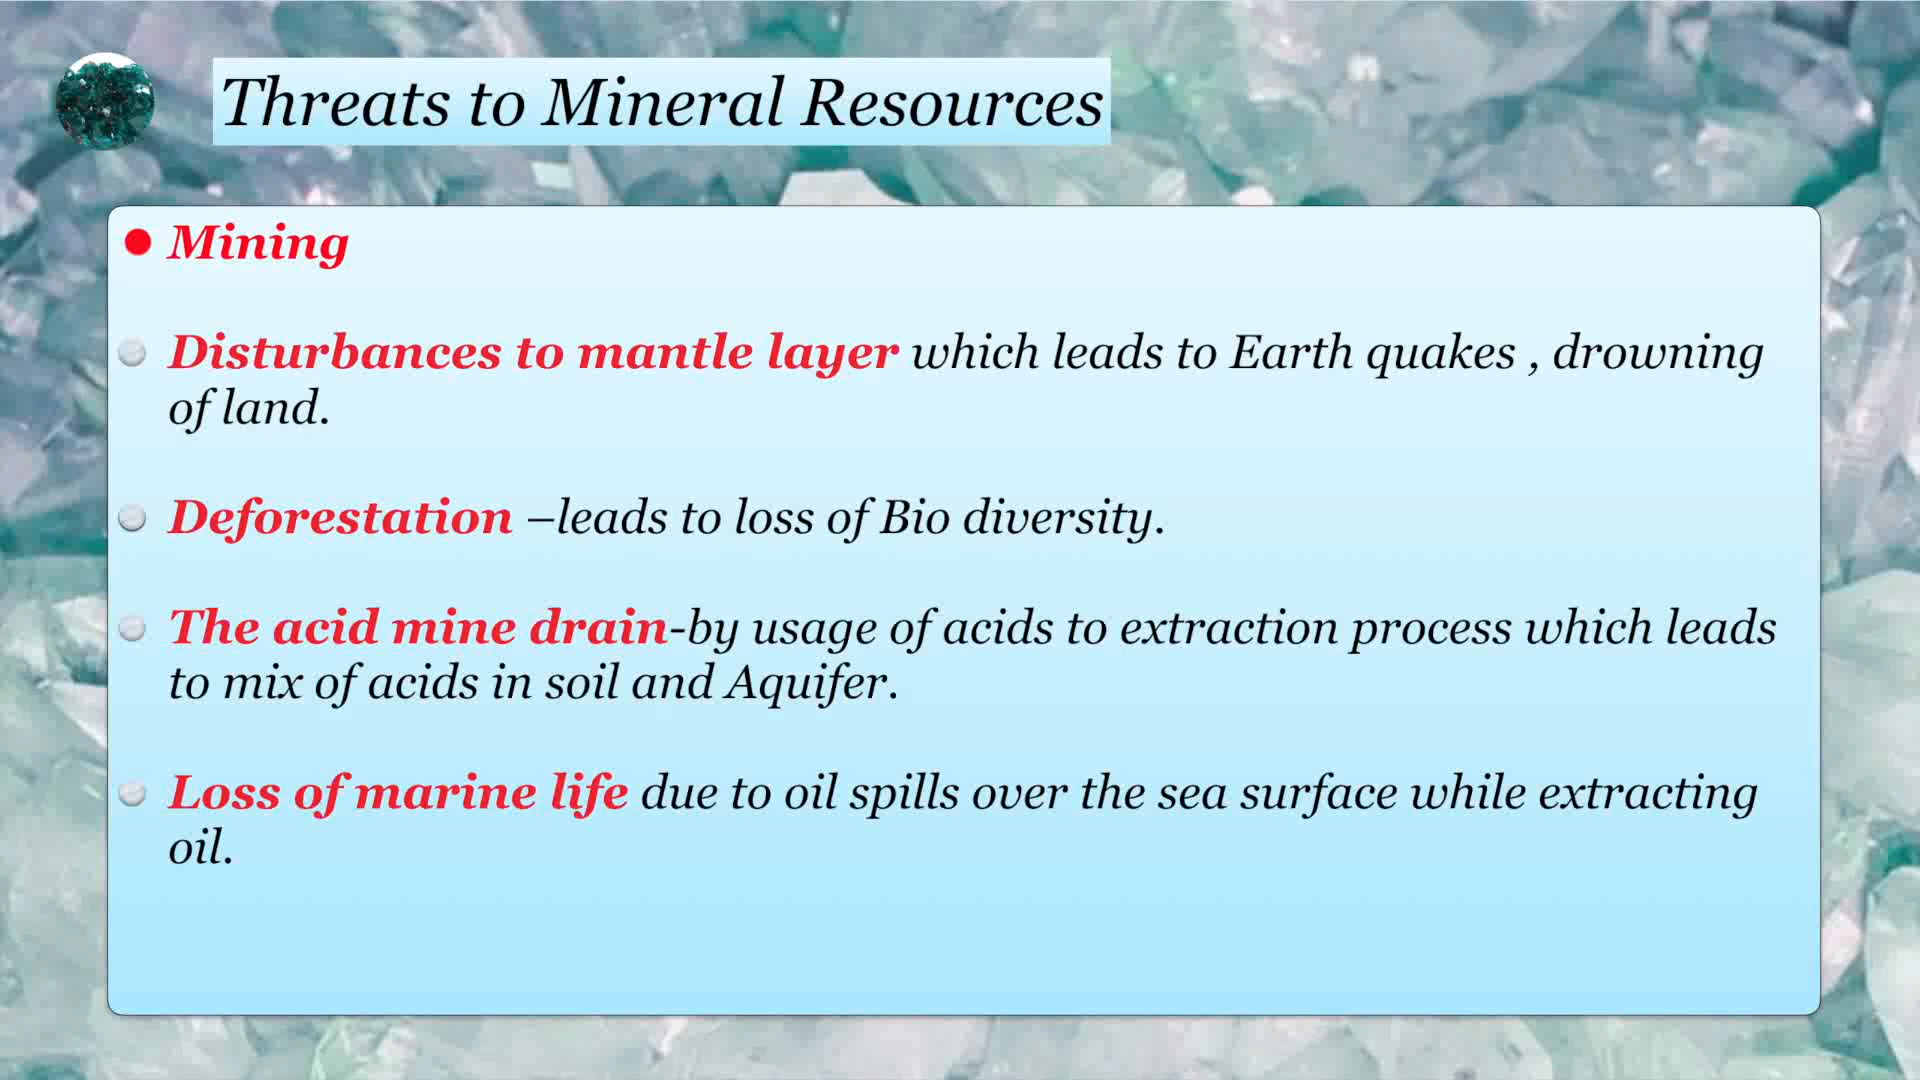 Threats to Mineral Resources
Mining
Disturbances to mantle layer which leads to Earth quakes , drowning
of land.
Deforestation –leads to loss of Bio diversity.
The acid mine drain-by usage of acids to extraction process which leads
to mix of acids in soil and Aquifer.
Loss of marine life due to oil spills over the sea surface while extracting
oil.